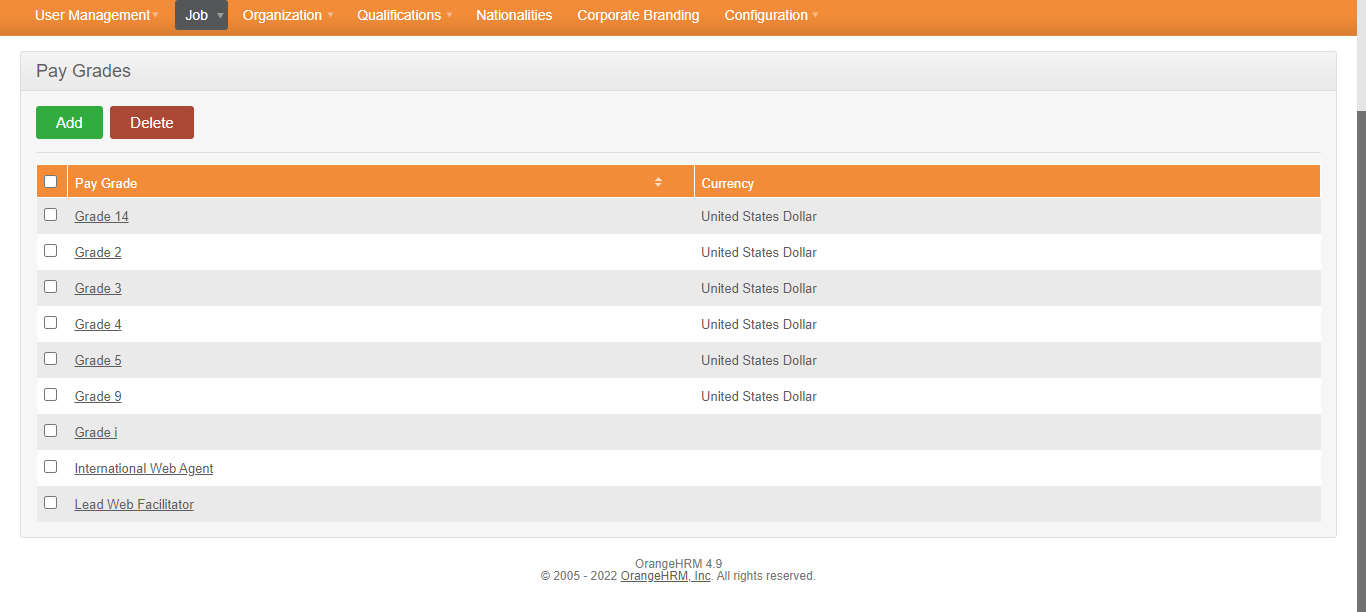 User Management Job Organization Qualifications Nationalities Corporate Branding Configuration
Pay Grades
Add Delete
Pay Grade Currency
Grade 14 United States Dollar
Grade 2 United States Dollar
Grade 3 United States Dollar
Grade 4 United States Dollar
Grade 5 United States Dollar
Grade 9 United States Dollar
Grade i
International Web Agent
Lead Web Facilitator
OrangeHRM 4.9
© 2005 - 2022 OrangeHRM, Inc. All rights reserved.